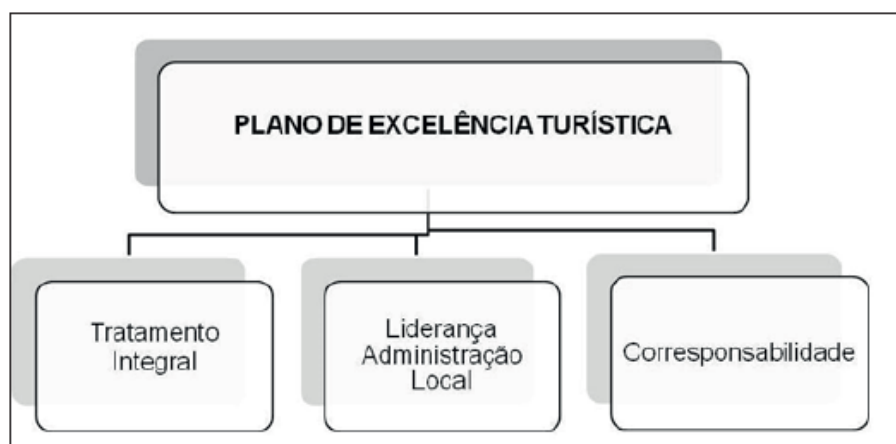 PLANO DE EXCELÊNCIA TURÍSTICA
Tratamento
Integral
Liderança
Administração
Local
Corresponsabilidade